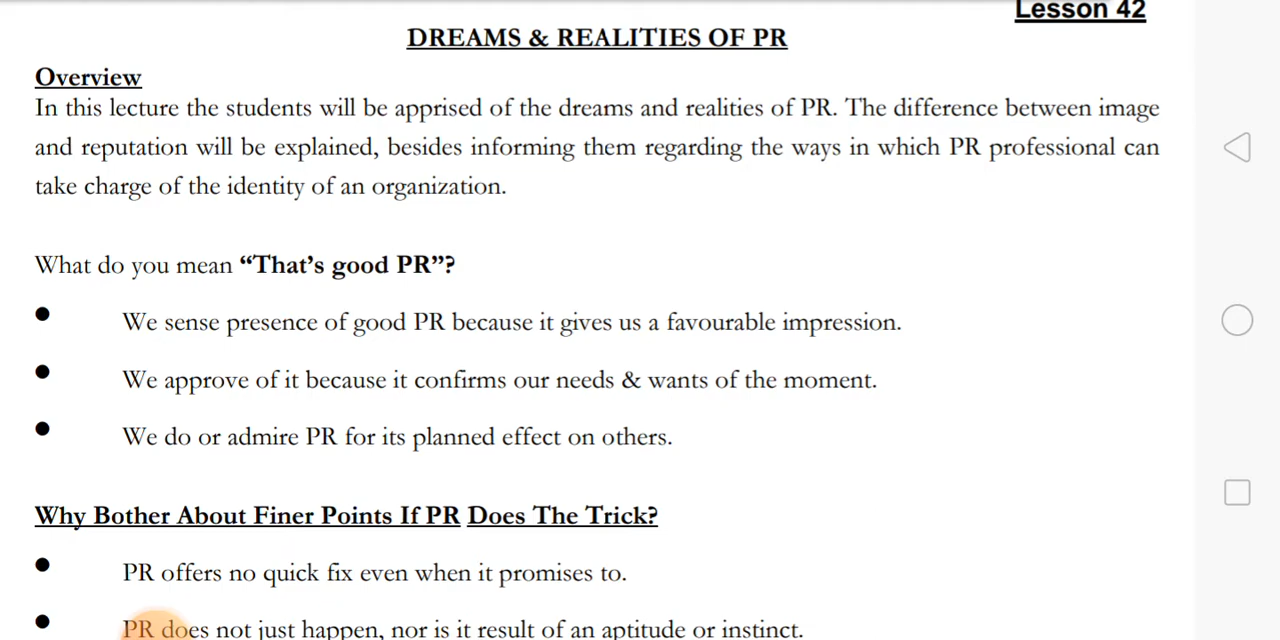 Lesson 42
DREAMS & REALITIES OF PR
Overview
In this lecture the students will be apprised of the dreams and realities of PR. The difference between image
and reputation will be explained, besides informing them regarding the ways in which PR professional can
take charge of the identity of an organization.
What do you mean “That’s good PR”?
● We sense presence of good PR because it gives us a favourable impression.
● We approve of it because it confirms our needs & wants of the moment.
● We do or admire PR for its planned effect on others.
Why Bother About Finer Points If PR Does The Trick?
● PR offers no quick fix even when it promises to.
● PR does not just happen, nor is it result of an aptitude or instinct.